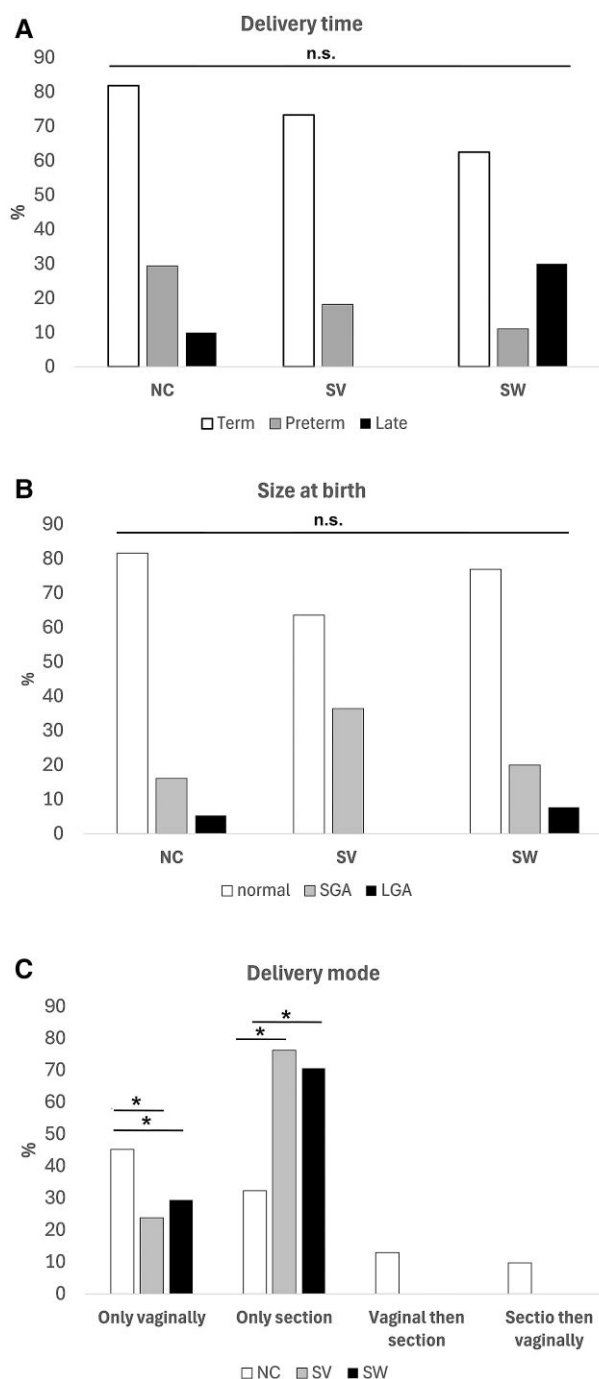 A
Delivery time
n.s.
90
80
70
60
50
40
30
20
10
0
%
NC SV SW
Term Preterm Late
B
Size at birth
n.s.
90
80
70
60
50
40
30
20
10
0
%
NC SV SW
normal SGA LGA
C
Delivery mode
90
80
70
60
50
40
30
20
10
0
%
* *
* *
Only vaginally Only section Vaginal then Sectio then
section vaginally
NC SV SW